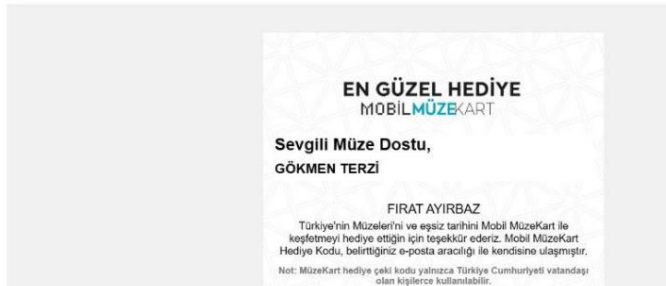 EN GÜZEL HEDİYE
MOBİLMÜZEKART
Sevgili Müze Dostu,
GÖKMEN TERZİ
FIRAT AYIRBAZ
Türkiye'nin Müzeleri'ni ve eşsiz tarihini Mobil MüzeKart ile
keşfetmeyi hediye ettiğin için teşekkür ederiz. Mobil MüzeKart
Hediye Kodu, belirttiğiniz e-posta aracılığı ile kendisine ulaşmıştır.
Not: MüzeKart hediye çeki kodu yalnızca Türkiye Cumhuriyeti vatandaşı
olan kişilerce kullanılabilir.